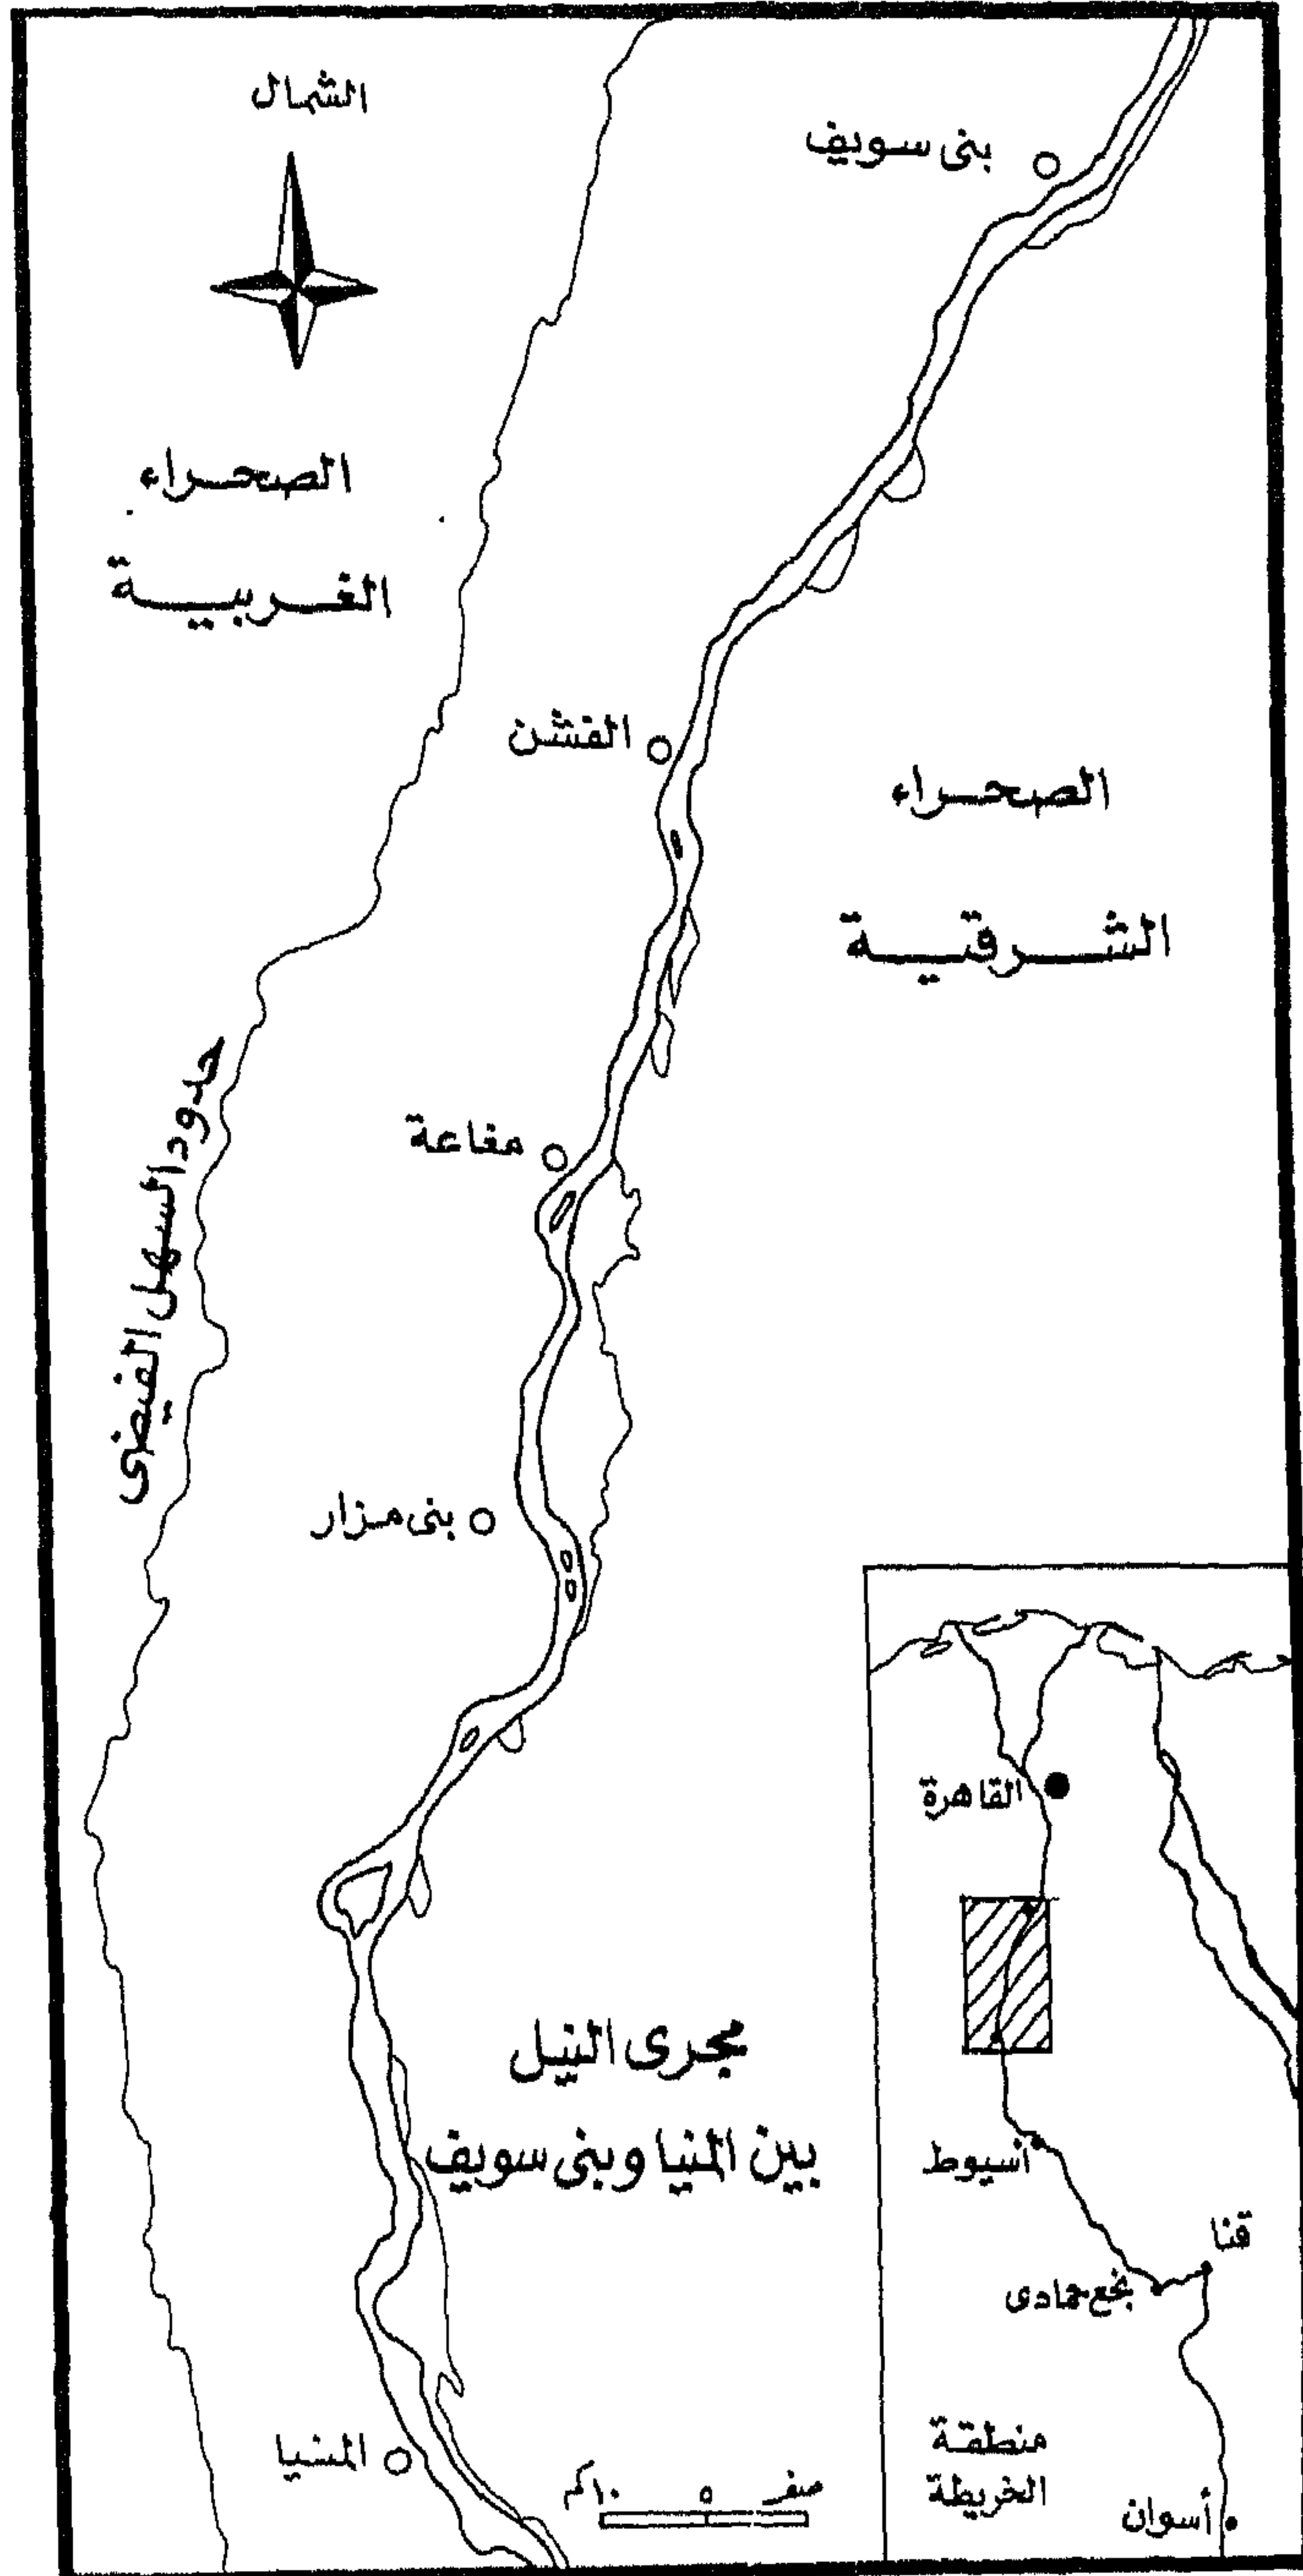 الشمال
بنى سويف
الصحراء
الغربية
الفشن
الصحراء
الشرقية
حدود السهل الفيضى
مغاعة
بنى مزار
القاهرة
مجرى النيل
بين المنيا وبنى سويف
أسيوط
قنا
نجع حمادى
المنيا
منطقة
الخريطة
صفر ٥ ١٠كم
أسوان